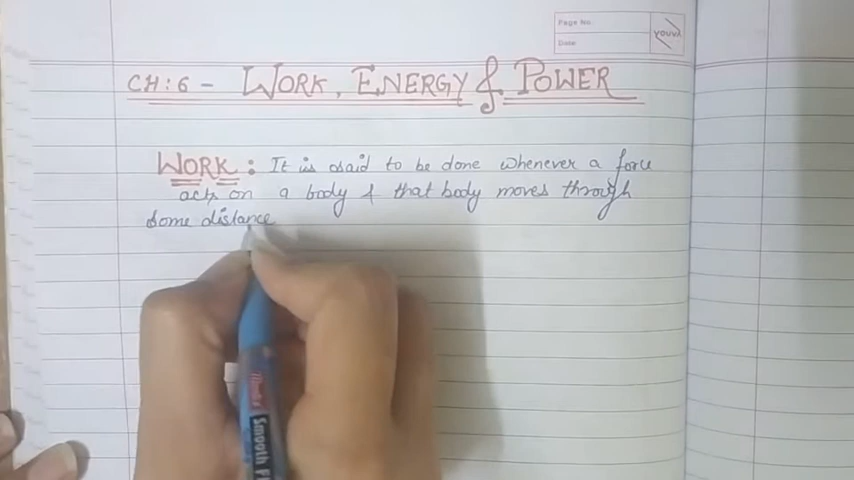 Page No
Date
youva
CH: 6 - WORK, ENERGY & POWER
WORK: It is said to be done whenever a force
acts on a body & that body moves through
some distance
Smooth F